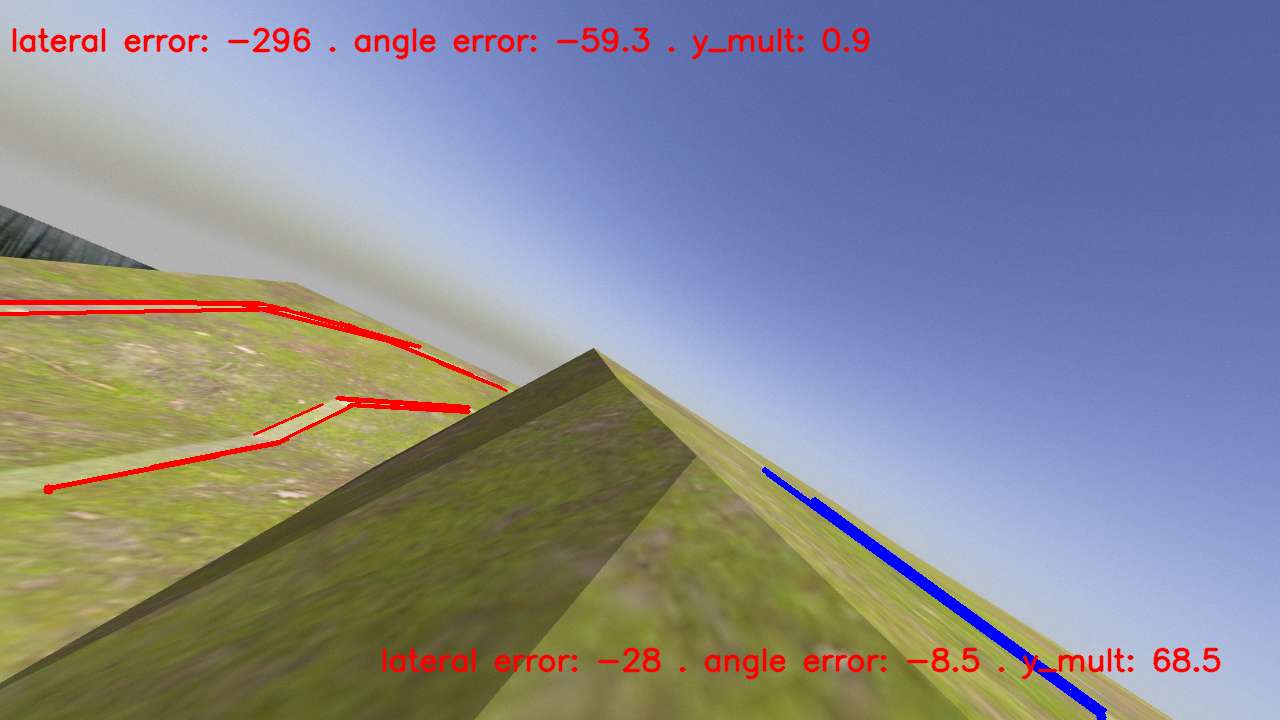 lateral error: -296 . angle error: -59.3 . y_mult: 0.9
lateral error: -28 . angle error: -8.5 . y_mult: 68.5